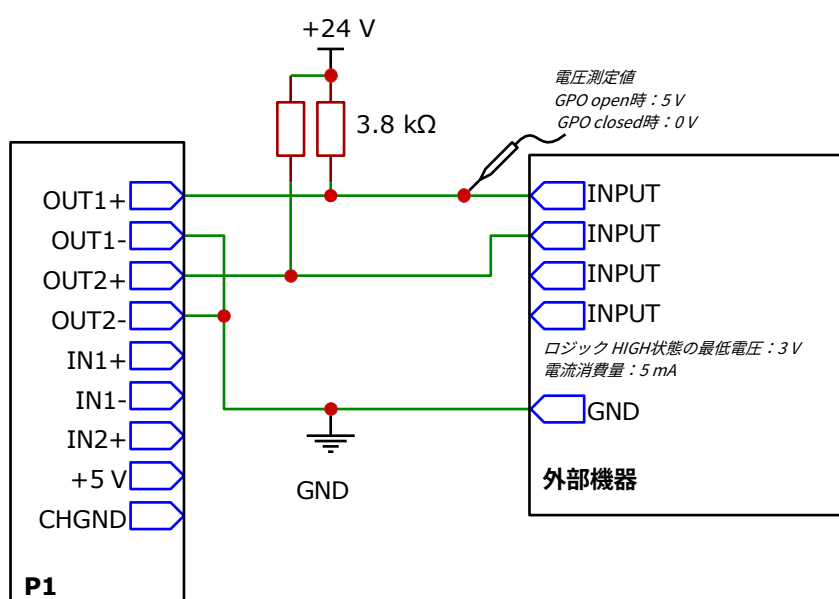 +24 V
3.8 kΩ
電圧測定値
GPO open時：5 V
GPO closed時：0 V
OUT1+
OUT1-
OUT2+
OUT2-
IN1+
IN1-
IN2+
+5 V
CHGND
P1
GND
INPUT
INPUT
INPUT
INPUT
ロジック HIGH状態の最低電圧：3 V
電流消費量：5 mA
GND
外部機器